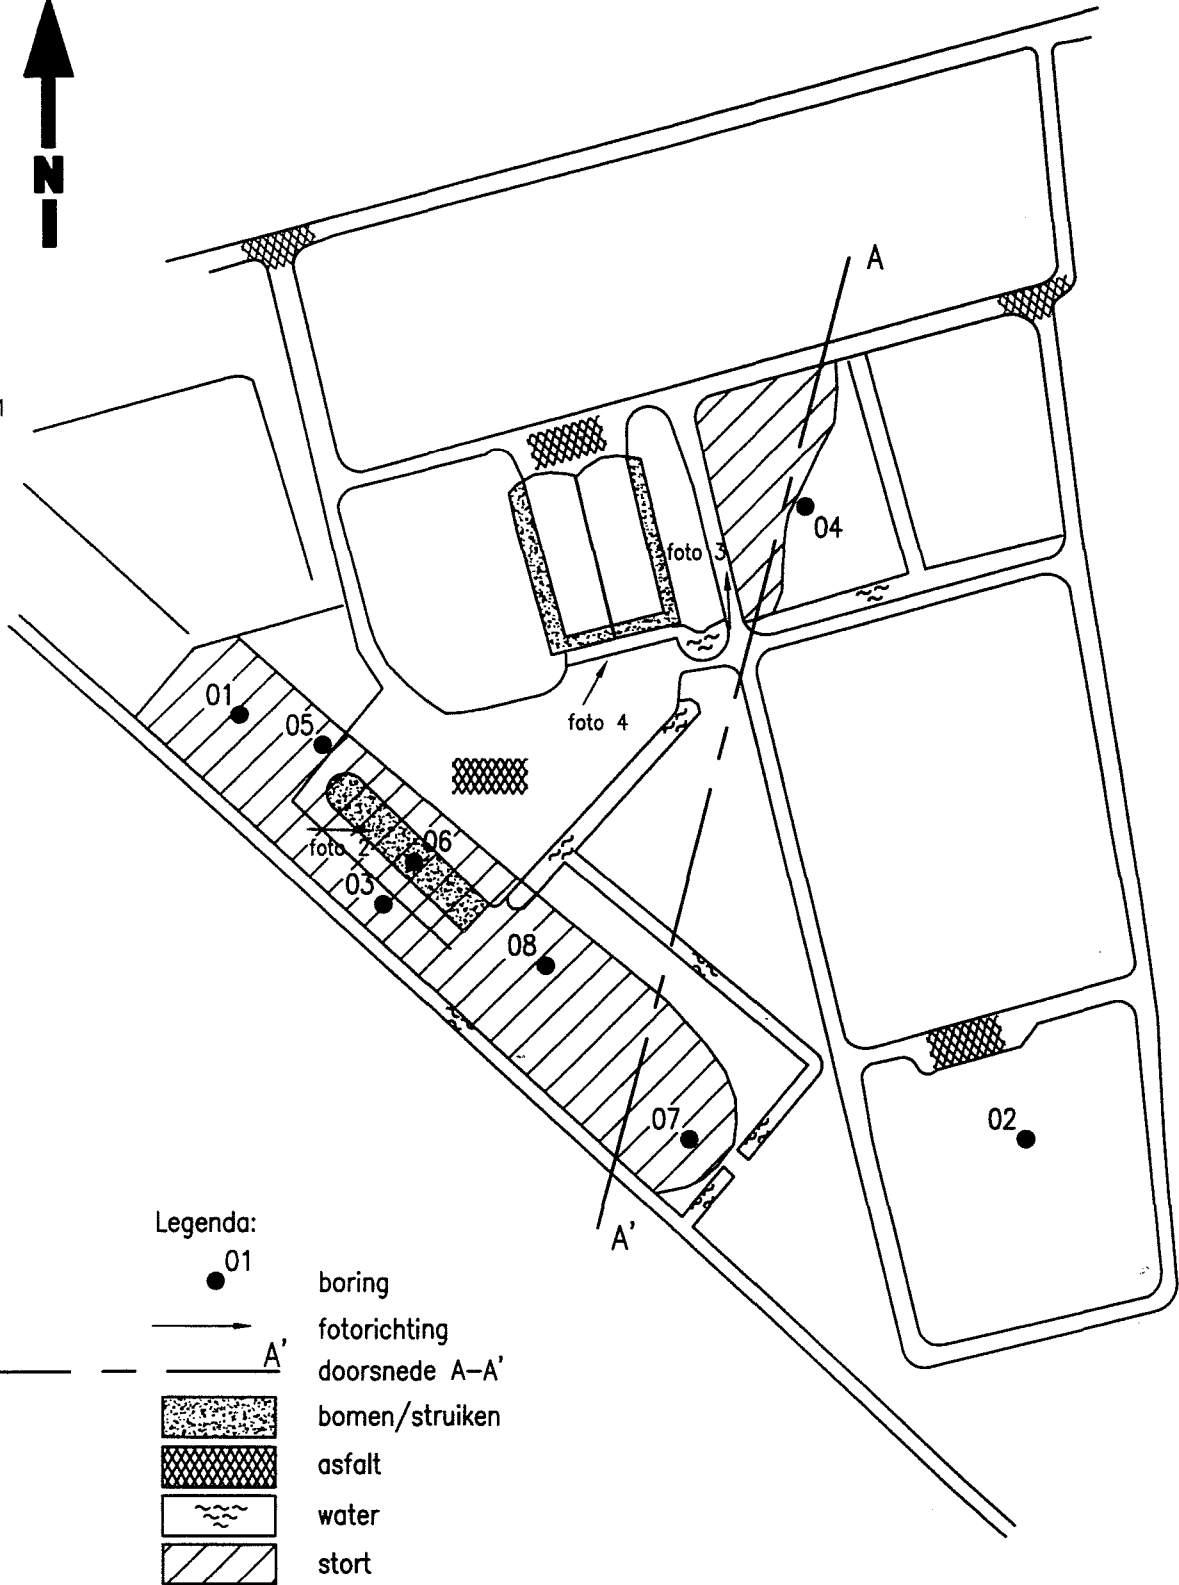 N
A
04
foto 3
01
05
foto 4
foto 2
06
03
08
07
02
A'
Legenda:
01
boring
fotorichting
A'
doorsnede A-A'
bomen/struiken
asfalt
water
stort